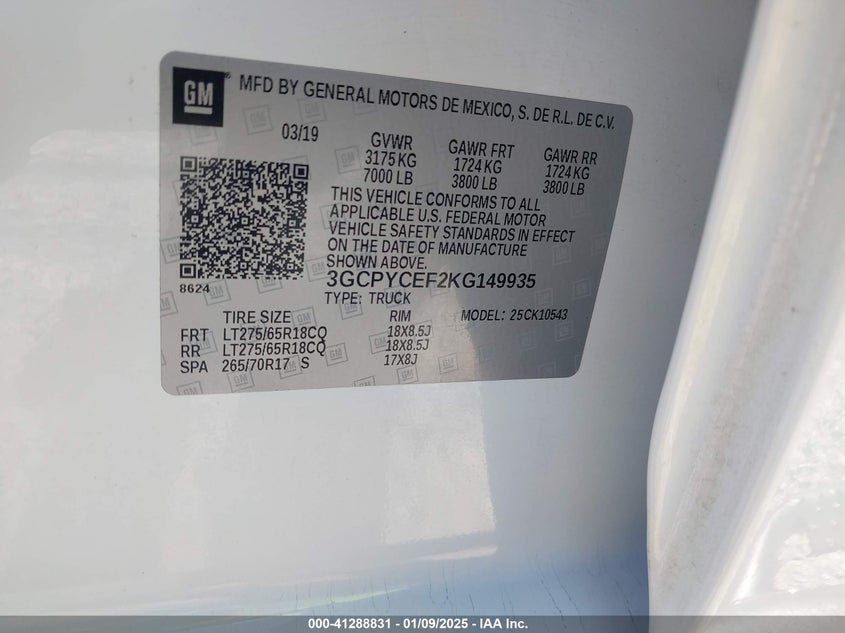 GM
MFD BY GENERAL MOTORS DE MEXICO, S. DE R.L. DE C.V.
03/19 GVWR GAWR FRT GAWR RR
3175 KG 1724 KG 1724 KG
7000 LB 3800 LB 3800 LB
THIS VEHICLE CONFORMS TO ALL
APPLICABLE U.S. FEDERAL MOTOR
VEHICLE SAFETY STANDARDS IN EFFECT
ON THE DATE OF MANUFACTURE
SHOWN ABOVE.
8624
3GCPYCEF2KG149935
TYPE: TRUCK
TIRE SIZE RIM MODEL: 25CK10543
FRT LT275/65R18CQ 18X8.5J
RR LT275/65R18CQ 18X8.5J
SPA 265/70R17 S 17X8J
000-41288831 - 01/09/2025 - IAA Inc.